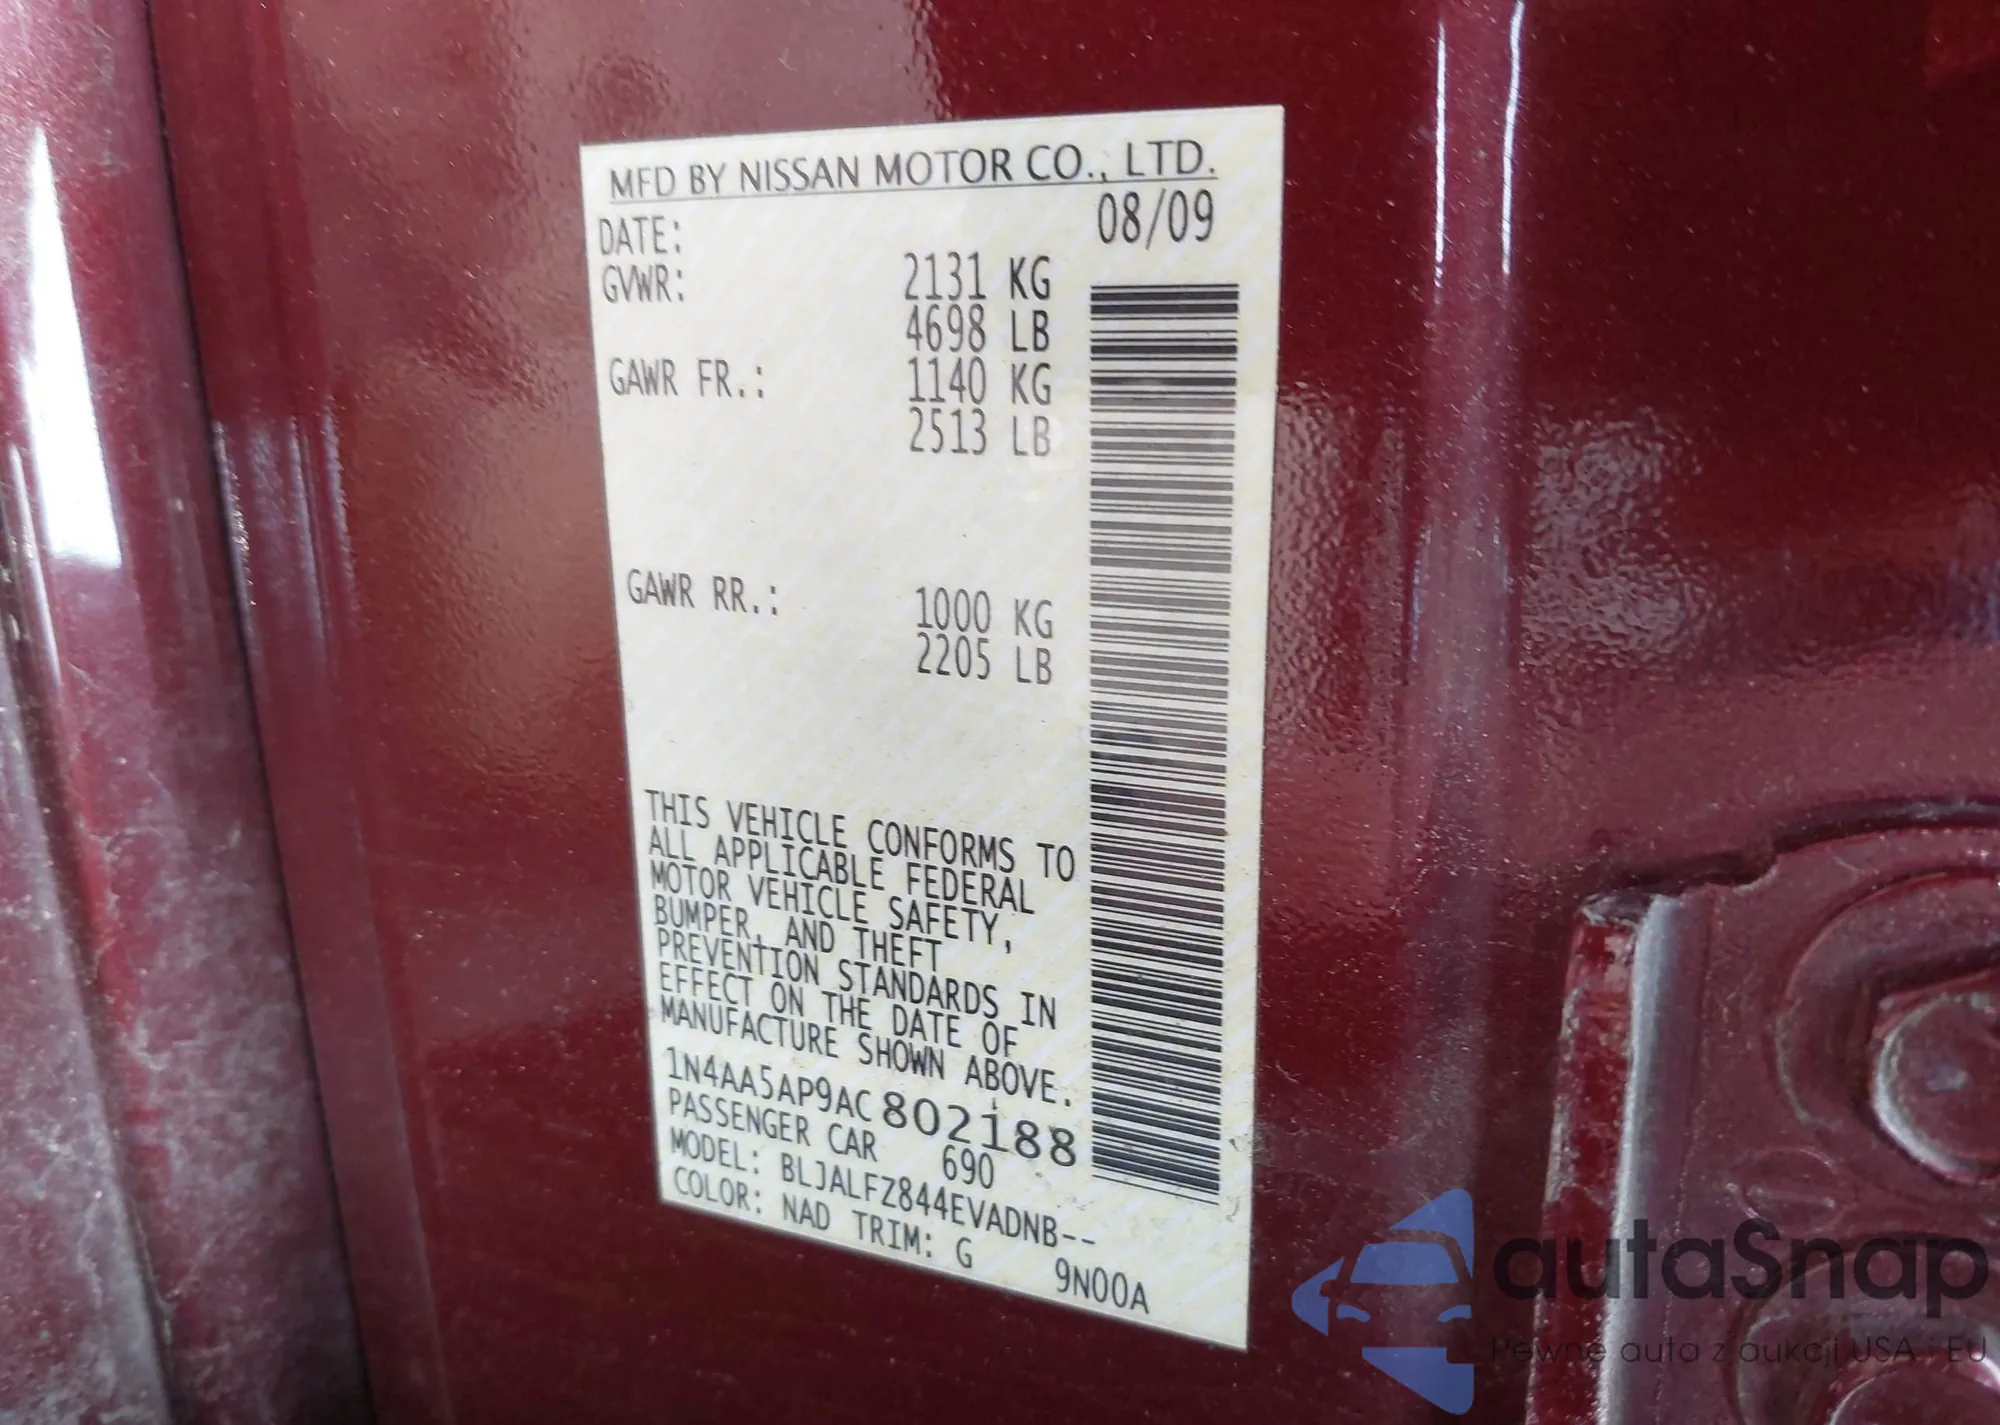 MFD BY NISSAN MOTOR CO., LTD.
DATE: 08/09
GVWR: 2131 KG
4698 LB
GAWR FR.: 1140 KG
2513 LB
GAWR RR.: 1000 KG
2205 LB
THIS VEHICLE CONFORMS TO
ALL APPLICABLE FEDERAL
MOTOR VEHICLE SAFETY,
BUMPER, AND THEFT
PREVENTION STANDARDS IN
EFFECT ON THE DATE OF
MANUFACTURE SHOWN ABOVE.
1N4AA5AP9AC802188
PASSENGER CAR 690
MODEL: BLJALFZ844EVADNB--
COLOR: NAD TRIM: G 9N00A
autaSnap
Pewne auta z aukcji USA i EU